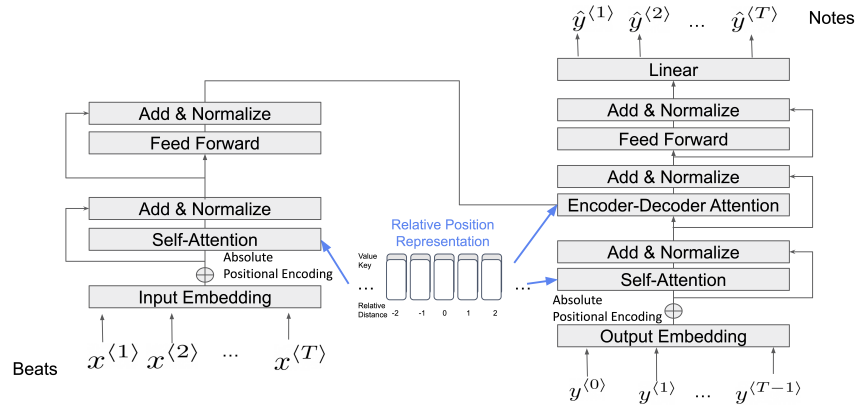 ŷ⟨1⟩ ŷ⟨2⟩ ... ŷ⟨T⟩ Notes
Linear
Add & Normalize
Feed Forward
Add & Normalize
Encoder-Decoder Attention
Add & Normalize
Self-Attention
Absolute
Positional Encoding
Output Embedding
y⟨0⟩ y⟨1⟩ ... y⟨T−1⟩
Add & Normalize
Feed Forward
Add & Normalize
Self-Attention
Absolute
Positional Encoding
Input Embedding
x⟨1⟩ x⟨2⟩ ... x⟨T⟩
Beats
Relative Position
Representation
Value
Key
... ...
Relative
Distance
-2 -1 0 1 2